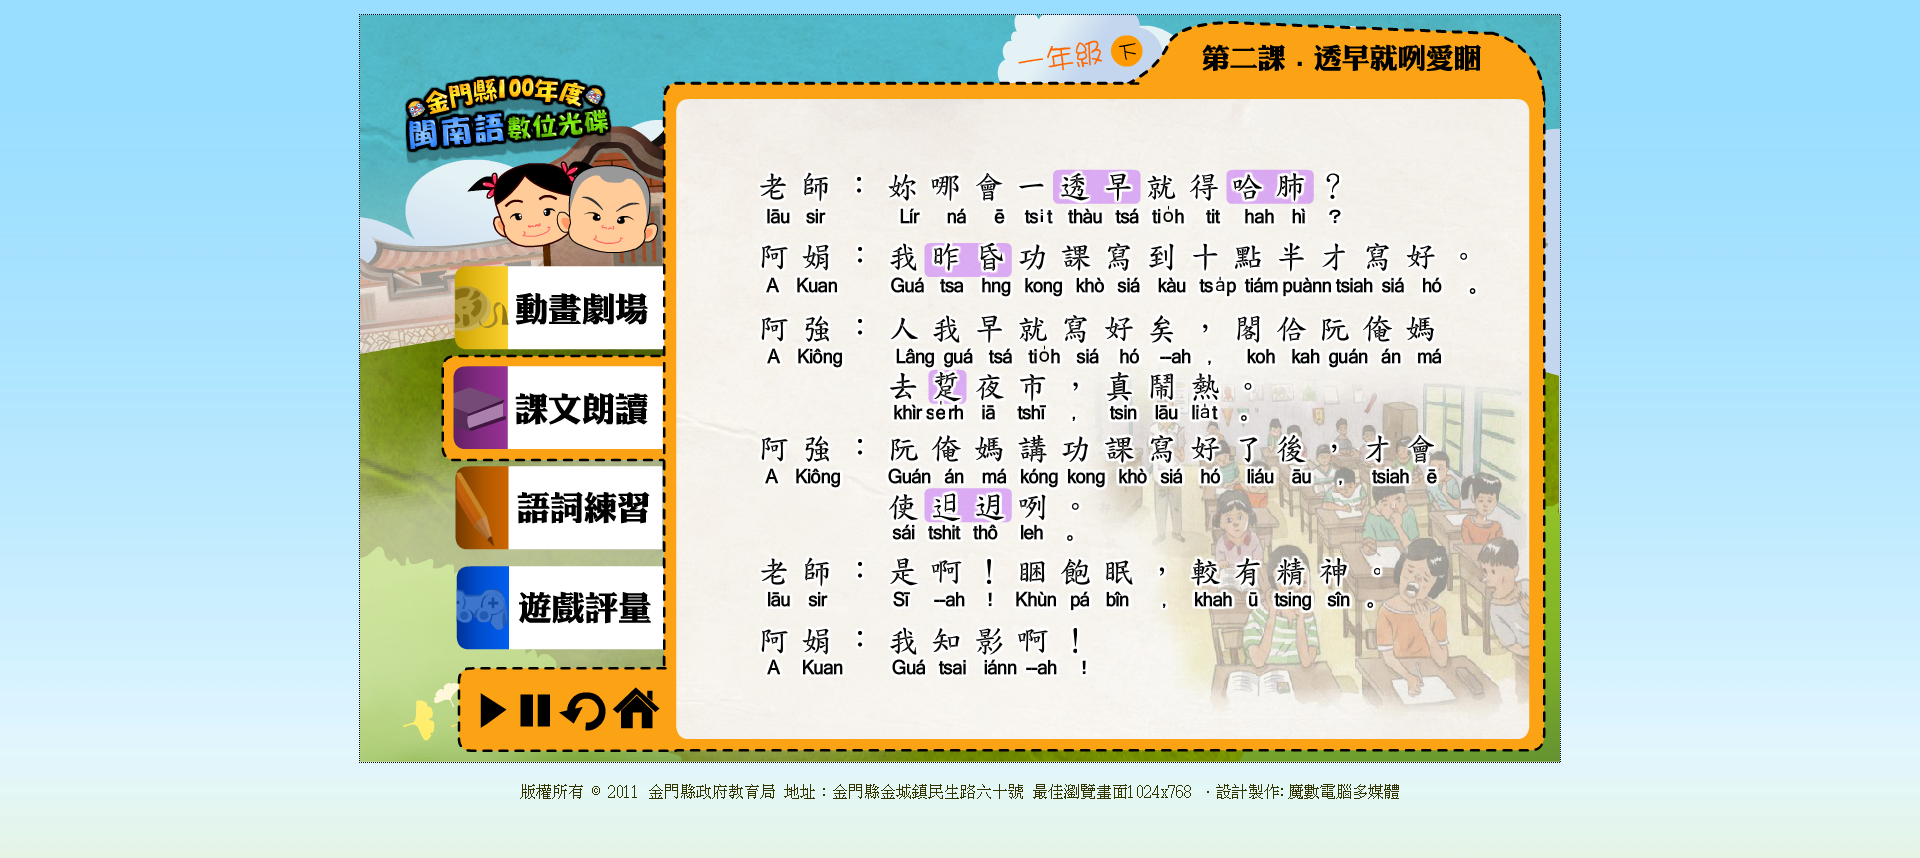 一年級 下
第二課．透早就咧愛睏
金門縣100年度
閩南語數位光碟
動畫劇場
課文朗讀
語詞練習
遊戲評量
老師：妳哪會一透早就得哈肺？
lāu sir Lír ná ē tsi̍t thàu tsá tio̍h tit hah hì ？
阿娟：我昨昏功課寫到十點半才寫好。
A Kuan Guá tsa hng kong khò siá kàu tsa̍p tiám puànn tsiah siá hó 。
阿強：人我早就寫好矣，閣佮阮俺媽
A Kiông Lâng guá tsá tio̍h siá hó --ah , koh kah guán án má
去踅夜市，真鬧熱。
khìr se̍rh iā tshī , tsin lāu lia̍t 。
阿強：阮俺媽講功課寫好了後，才會
A Kiông Guán án má kóng kong khò siá hó liáu āu , tsiah ē
使𨑨迌咧。
sái tshit thô leh 。
老師：是啊！睏飽眠，較有精神。
lāu sir Sī --ah ！ Khùn pá bîn , khah ū tsing sîn 。
阿娟：我知影啊！
A Kuan Guá tsai iánn --ah !
版權所有 © 2011 金門縣政府教育局 地址：金門縣金城鎮民生路六十號 最佳瀏覽畫面1024x768 ‧設計製作: 魔數電腦多媒體